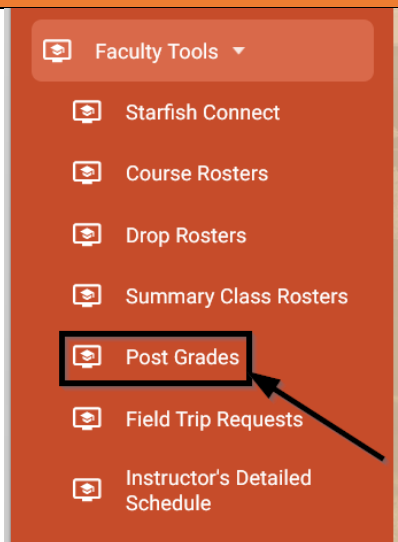 Faculty Tools
Starfish Connect
Course Rosters
Drop Rosters
Summary Class Rosters
Post Grades
Field Trip Requests
Instructor's Detailed
Schedule